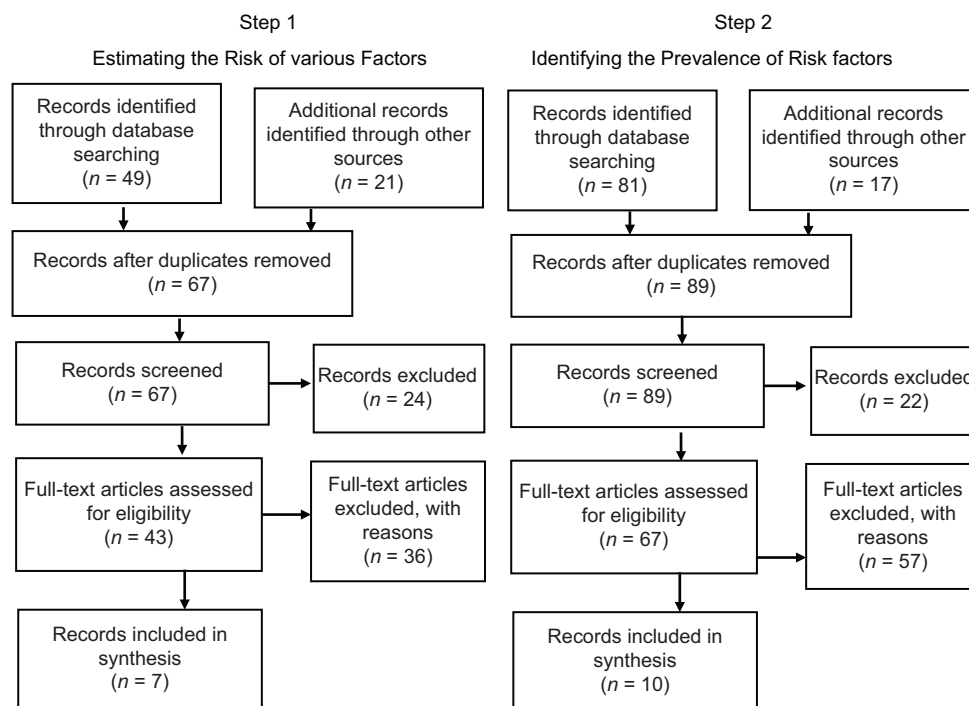 Step 1
Estimating the Risk of various Factors
Records identified
through database
searching
(n = 49)
Additional records
identified through other
sources
(n = 21)
Records after duplicates removed
(n = 67)
Records screened
(n = 67)
Records excluded
(n = 24)
Full-text articles assessed
for eligibility
(n = 43)
Full-text articles
excluded, with
reasons
(n = 36)
Records included in
synthesis
(n = 7)
Step 2
Identifying the Prevalence of Risk factors
Records identified
through database
searching
(n = 81)
Additional records
identified through other
sources
(n = 17)
Records after duplicates removed
(n = 89)
Records screened
(n = 89)
Records excluded
(n = 22)
Full-text articles assessed
for eligibility
(n = 67)
Full-text articles
excluded, with
reasons
(n = 57)
Records included in
synthesis
(n = 10)